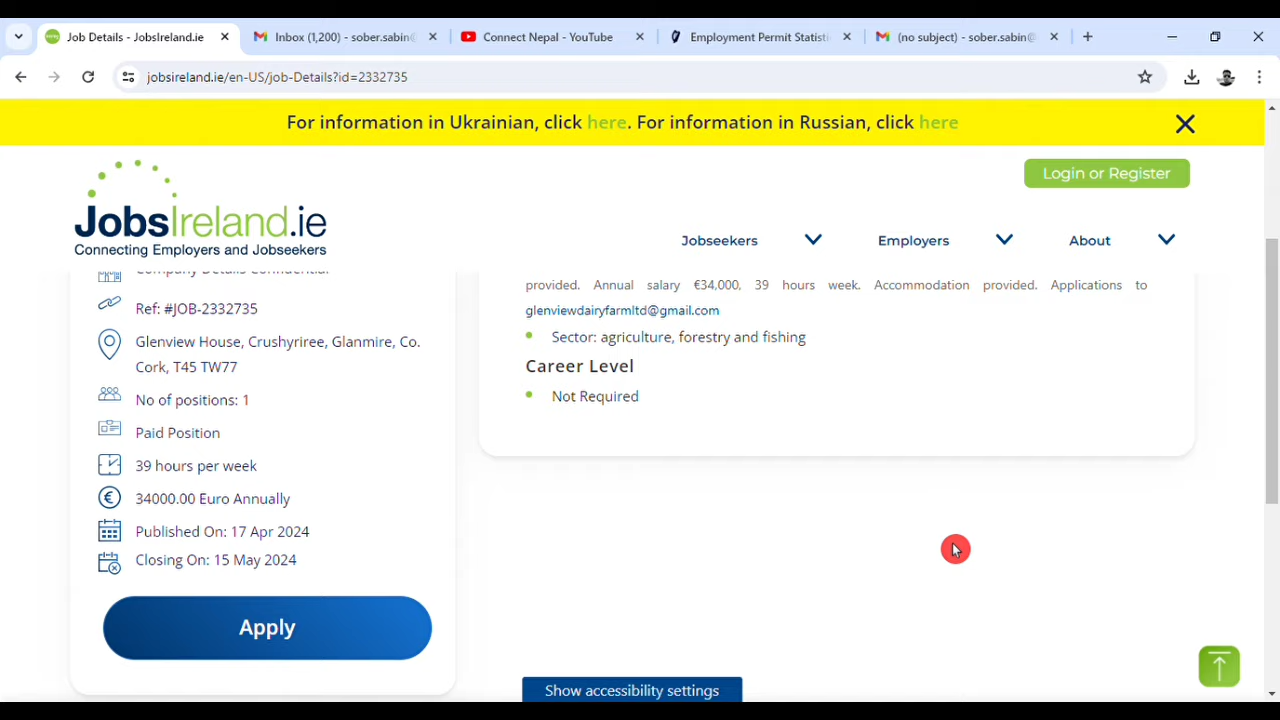 Job Details - JobsIreland.ie
Inbox (1,200) - sober.sabin@
Connect Nepal - YouTube
Employment Permit Statisti
(no subject) - sober.sabin@
jobsireland.ie/en-US/job-Details?id=2332735
For information in Ukrainian, click here. For information in Russian, click here
Login or Register
JobsIreland.ie
Connecting Employers and Jobseekers
Jobseekers
Employers
About
Company Details Confidential
Ref: #JOB-2332735
Glenview House, Crushyriree, Glanmire, Co.
Cork, T45 TW77
No of positions: 1
Paid Position
39 hours per week
34000.00 Euro Annually
Published On: 17 Apr 2024
Closing On: 15 May 2024
Apply
provided. Annual salary €34,000, 39 hours week. Accommodation provided. Applications to
glenviewdairyfarmltd@gmail.com
Sector: agriculture, forestry and fishing
Career Level
Not Required
Show accessibility settings